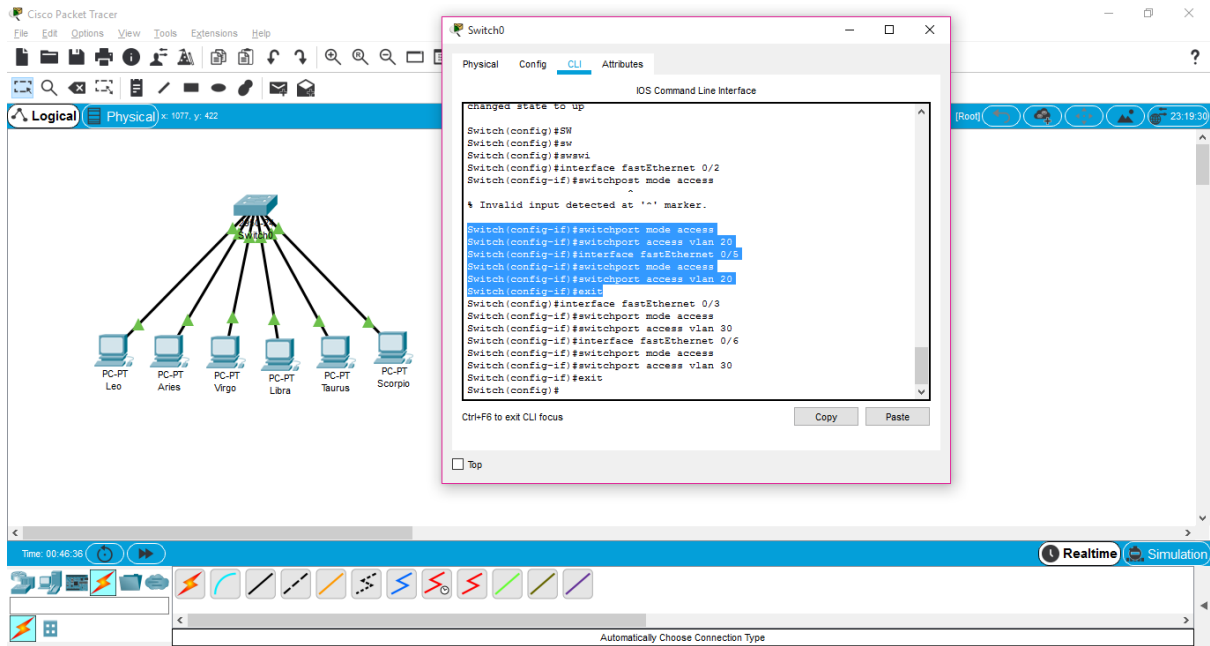 Cisco Packet Tracer
File Edit Options View Tools Extensions Help
?
Logical
Physical
x: 1077, y: 422
[Root]
23:19:30
Switch0
PC-PT
Leo
PC-PT
Aries
PC-PT
Virgo
PC-PT
Libra
PC-PT
Taurus
PC-PT
Scorpio
Switch0
Physical Config CLI Attributes
IOS Command Line Interface
changed state to up
Switch(config)#SW
Switch(config)#sw
Switch(config)#swswi
Switch(config)#interface fastEthernet 0/2
Switch(config-if)#switchpost mode access
^
% Invalid input detected at '^' marker.
Switch(config-if)#switchport mode access
Switch(config-if)#switchport access vlan 20
Switch(config-if)#interface fastEthernet 0/5
Switch(config-if)#switchport mode access
Switch(config-if)#switchport access vlan 20
Switch(config-if)#exit
Switch(config)#interface fastEthernet 0/3
Switch(config-if)#switchport mode access
Switch(config-if)#switchport access vlan 30
Switch(config-if)#interface fastEthernet 0/6
Switch(config-if)#switchport mode access
Switch(config-if)#switchport access vlan 30
Switch(config-if)#exit
Switch(config)#
Ctrl+F6 to exit CLI focus
Copy
Paste
Top
Time: 00:46:36
Realtime
Simulation
Automatically Choose Connection Type